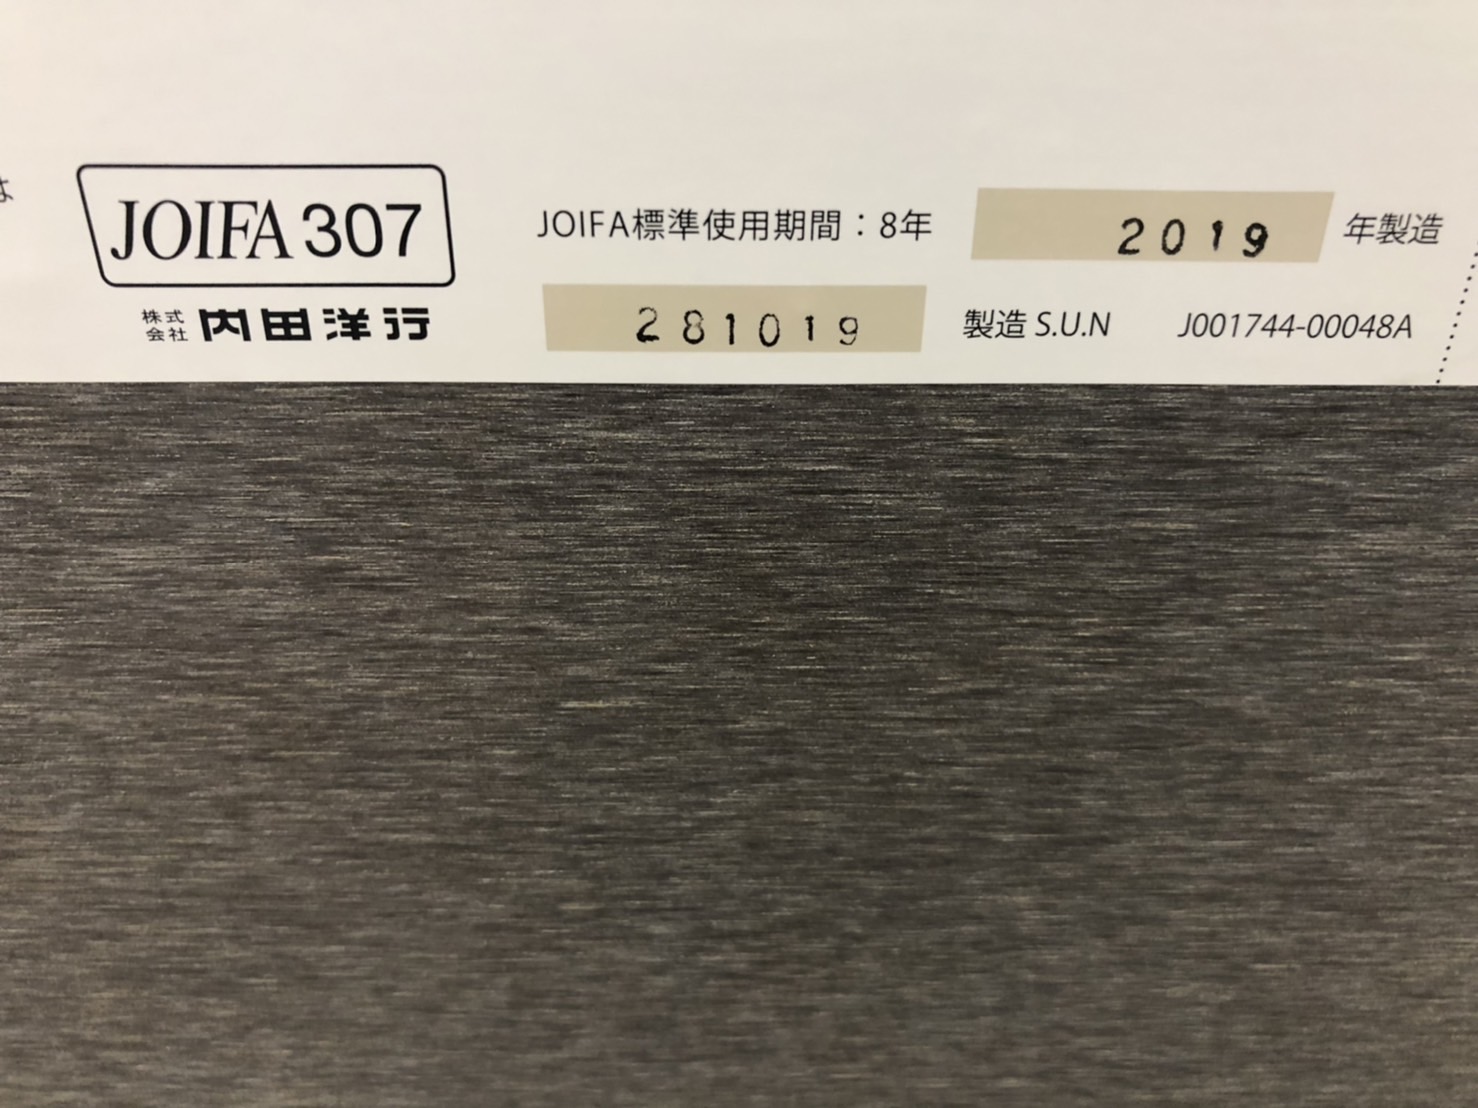 は
JOIFA 307
JOIFA標準使用期間：8年 2019 年製造
株式会社 内田洋行 281019 製造 S.U.N J001744-00048A